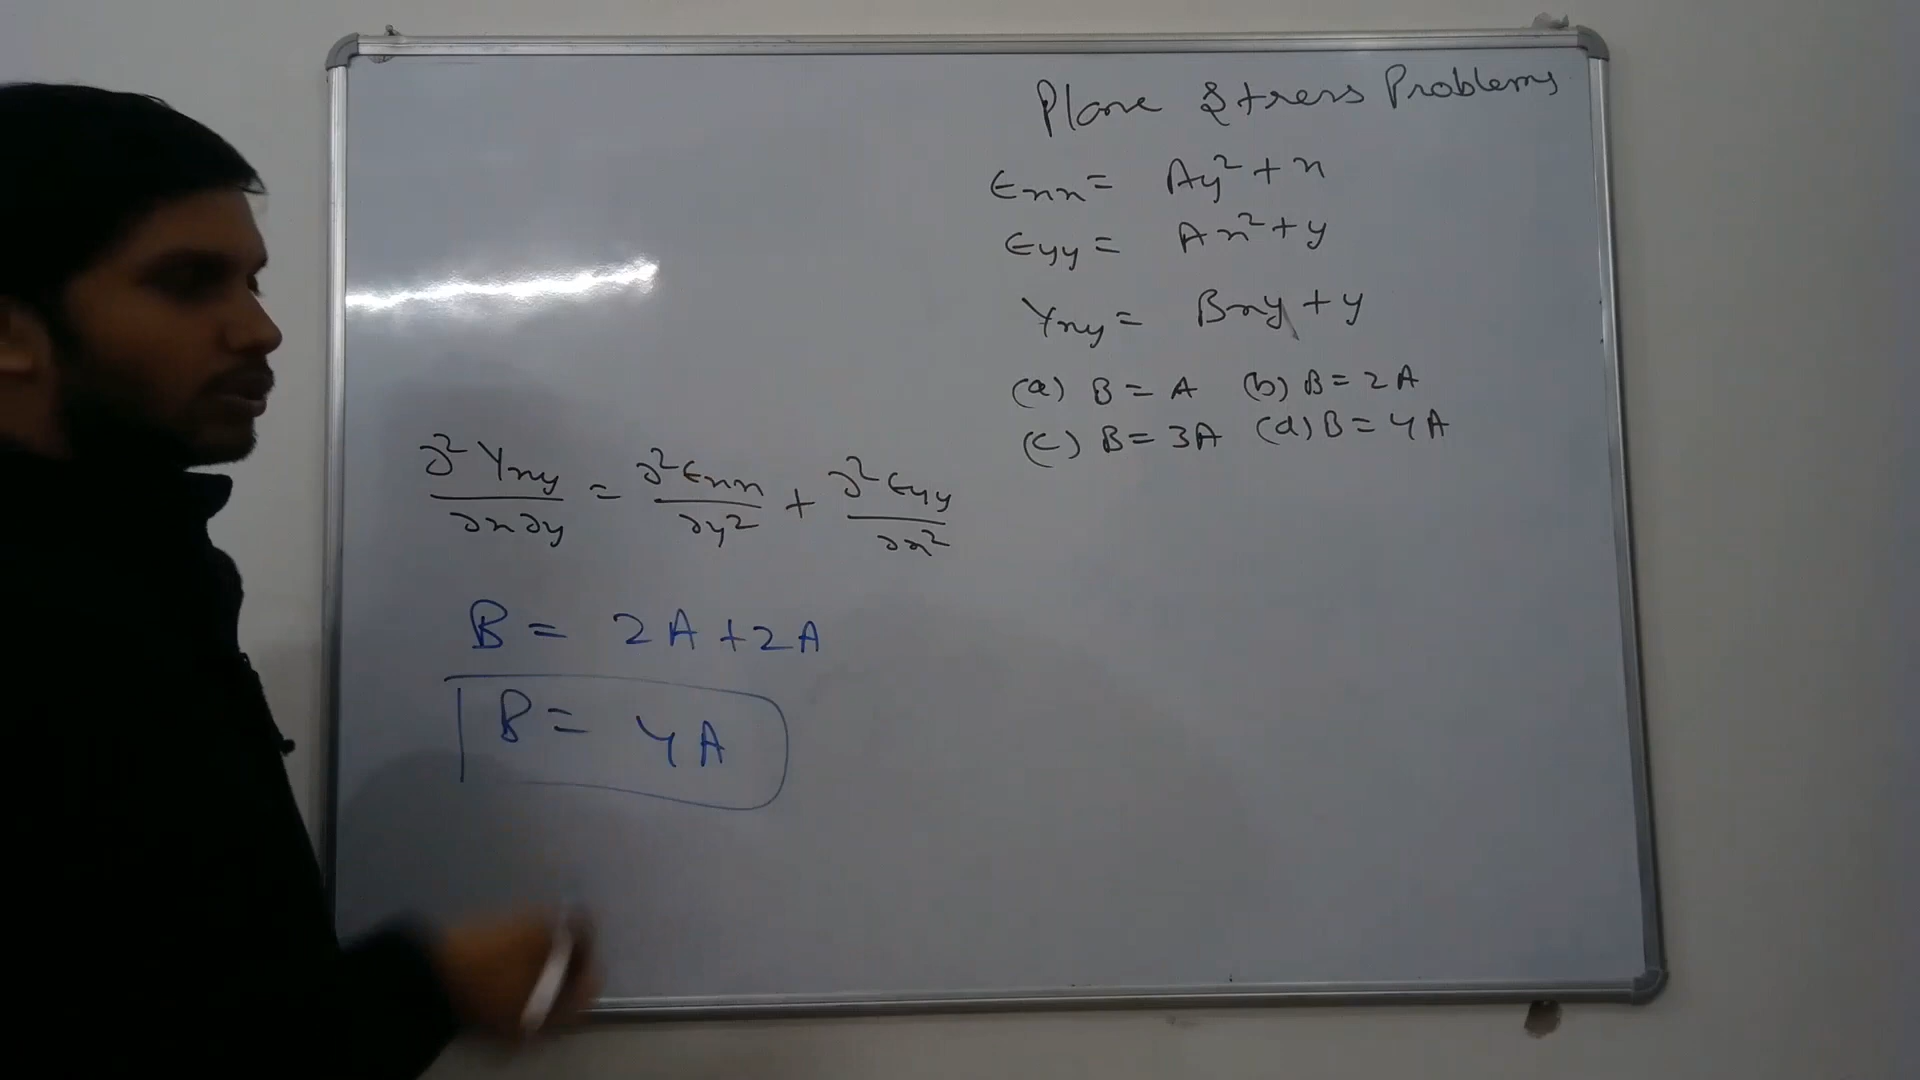 Plane Stress Problems
εxx = Ay² + x
εyy = Ax² + y
γxy = Bxy + y
(a) B = A (b) B = 2A
(c) B = 3A (d) B = 4A
∂²γxy/∂x∂y = ∂²εxx/∂y² + ∂²εyy/∂x²
B = 2A + 2A
B = 4A